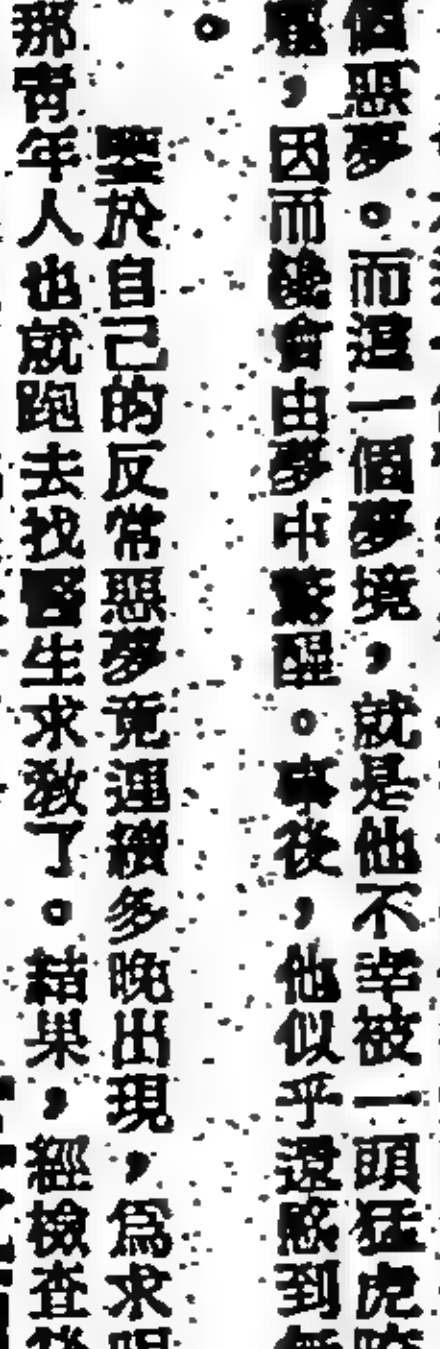 個惡夢。而這一個夢境,就是他不幸被一頭猛虎
,因而後會由夢中驚醒。事後,他似乎還感到無
。
鑒於自己的反常惡夢竟連續多晚出現,為求
那青年人也就跑去找醫生求教了。結果,經檢查後